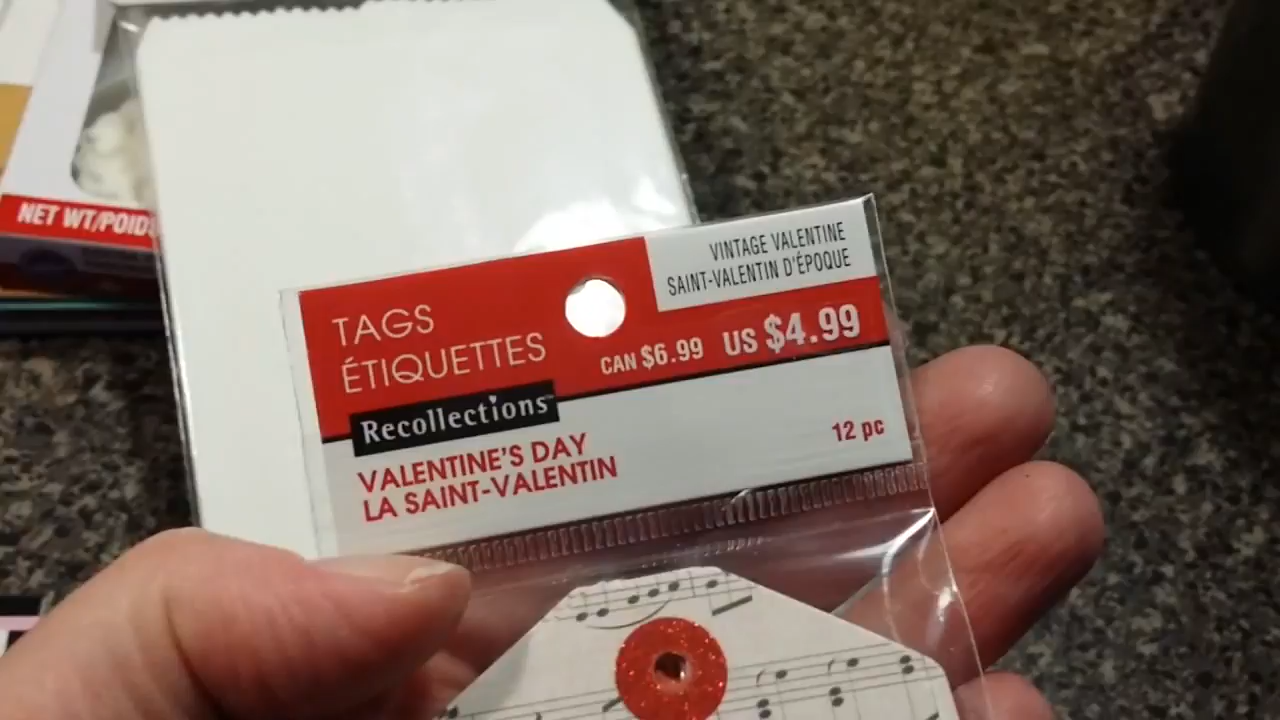 NET WT/POIDS
TAGS
ÉTIQUETTES
VINTAGE VALENTINE
SAINT-VALENTIN D'ÉPOQUE
CAN $6.99 US $4.99
Recollections™
12 pc
VALENTINE'S DAY
LA SAINT-VALENTIN